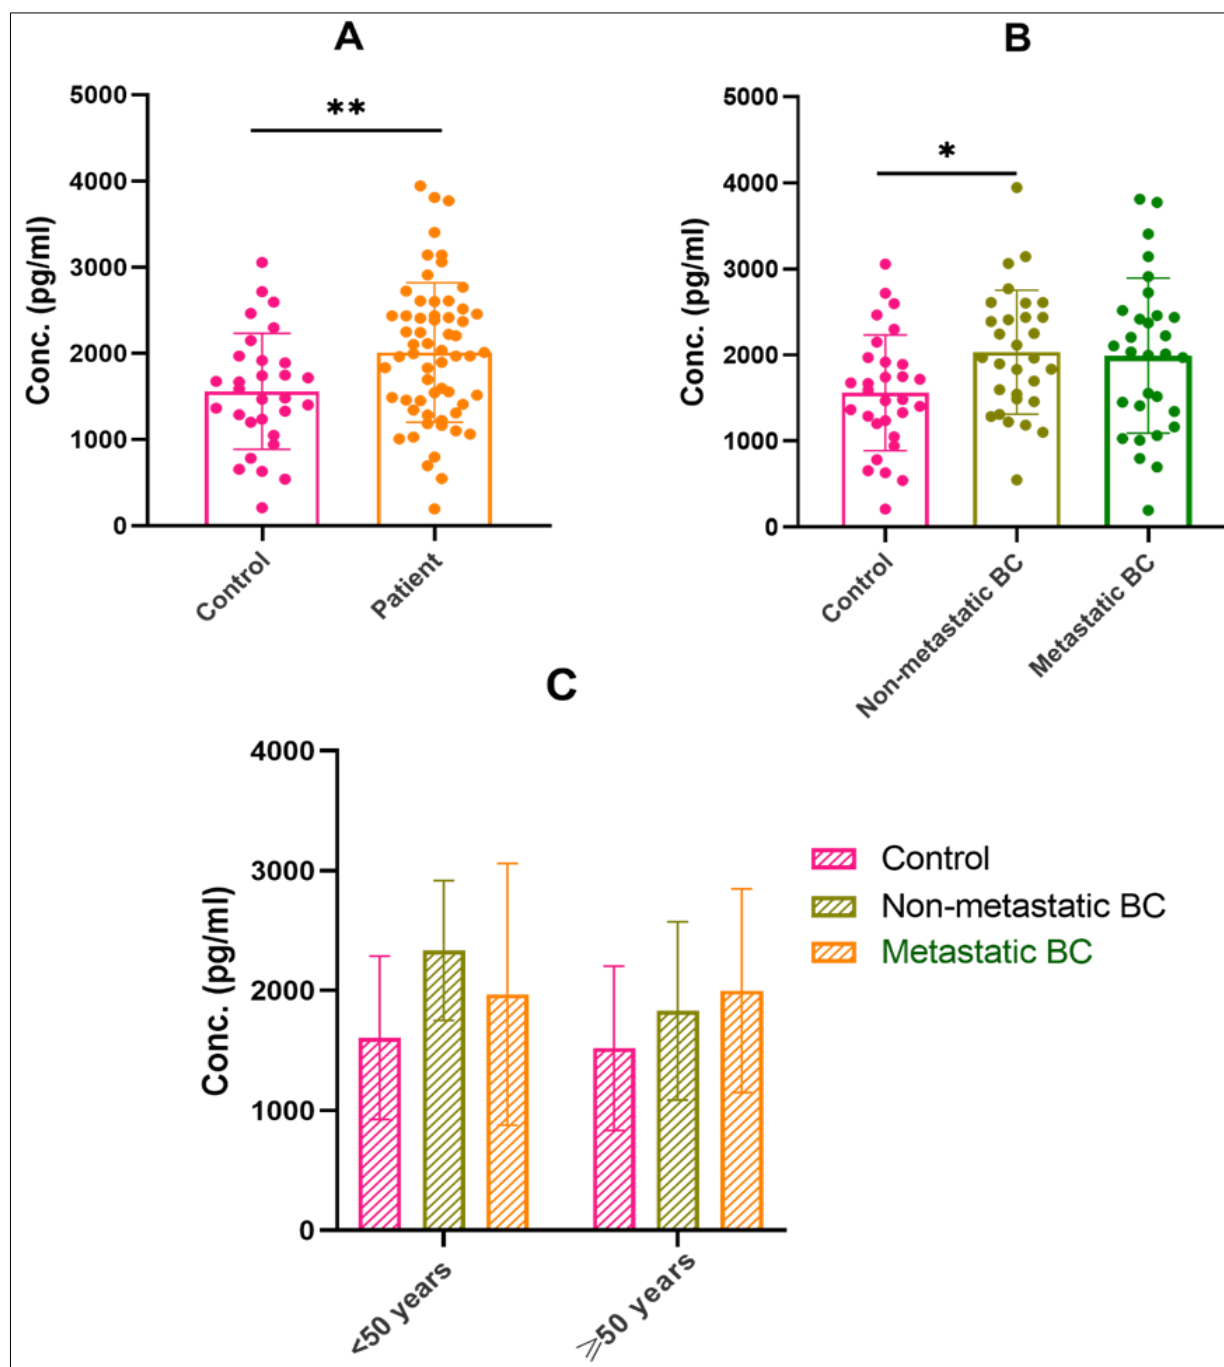 A
B
5000
4000
3000
2000
1000
0
Conc. (pg/ml)
**
Control
Patient
5000
4000
3000
2000
1000
0
Conc. (pg/ml)
*
Control
Non-metastatic BC
Metastatic BC
C
4000
3000
2000
1000
0
Conc. (pg/ml)
<50 years
⩾50 years
Control
Non-metastatic BC
Metastatic BC